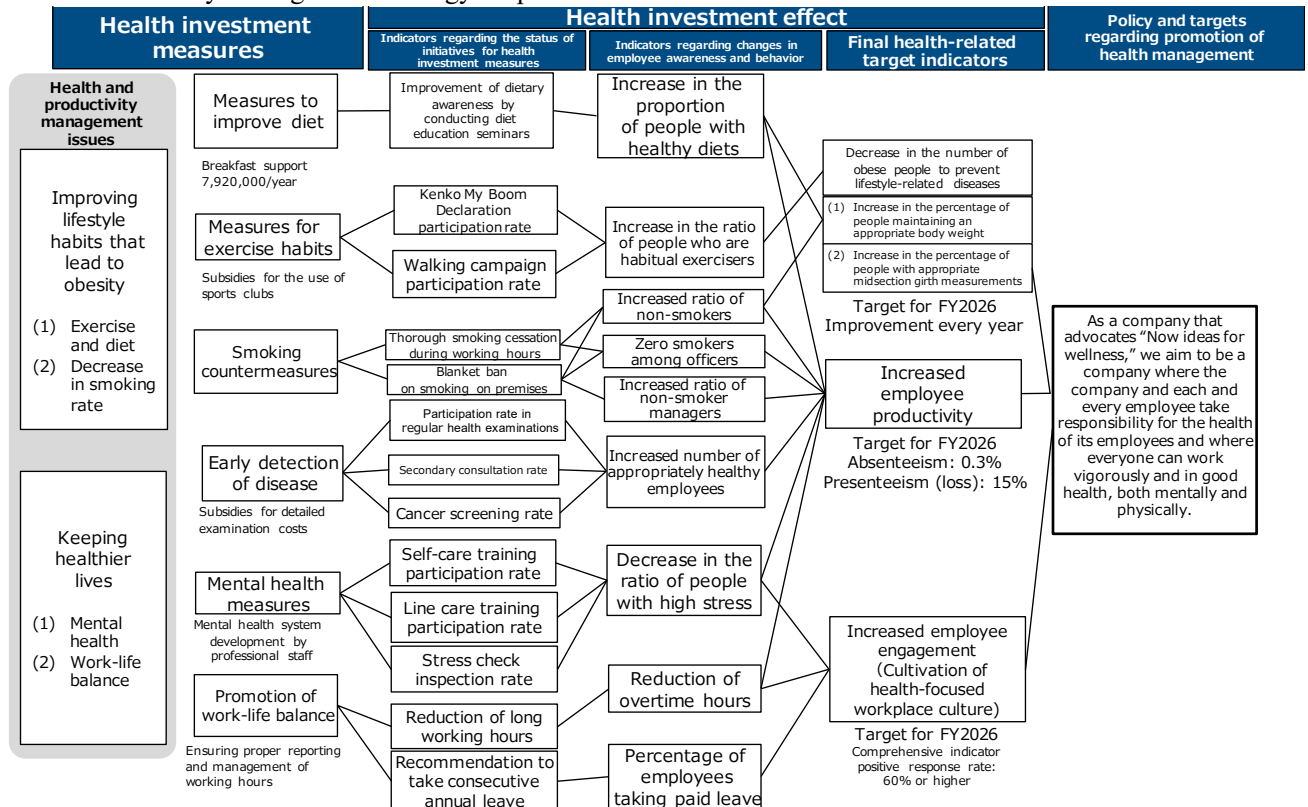 Health investment
measures
Health investment effect
Indicators regarding the status of
initiatives for health
investment measures
Indicators regarding changes in
employee awareness and behavior
Final health-related
target indicators
Policy and targets
regarding promotion of
health management
Health and
productivity
management
issues
Improving
lifestyle
habits that
lead to
obesity
(1) Exercise
and diet
(2) Decrease
in smoking
rate
Keeping
healthier
lives
(1) Mental
health
(2) Work-life
balance
Measures to
improve diet
Breakfast support
7,920,000/year
Measures for
exercise habits
Subsidies for the use of
sports clubs
Smoking
countermeasures
Early detection
of disease
Subsidies for detailed
examination costs
Mental health
measures
Mental health system
development by
professional staff
Promotion of
work-life balance
Ensuring proper reporting
and management of
working hours
Improvement of dietary
awareness by
conducting diet
education seminars
Kenko My Boom
Declaration
participation rate
Walking campaign
participation rate
Thorough smoking cessation
during working hours
Blanket ban
on smoking on premises
Participation rate in
regular health examinations
Secondary consultation rate
Cancer screening rate
Self-care training
participation rate
Line care training
participation rate
Stress check
inspection rate
Reduction of long
working hours
Recommendation to
take consecutive
annual leave
Increase in the
proportion
of people with
healthy diets
Increase in the ratio
of people who are
habitual exercisers
Increased ratio of
non-smokers
Zero smokers
among officers
Increased ratio of
non-smoker
managers
Increased number of
appropriately healthy
employees
Decrease in the
ratio of people
with high stress
Reduction of
overtime hours
Percentage of
employees
taking paid leave
Decrease in the number of
obese people to prevent
lifestyle-related diseases
(1) Increase in the percentage of
people maintaining an
appropriate body weight
(2) Increase in the percentage of
people with appropriate
midsection girth measurements
Target for FY2026
Improvement every year
Increased
employee
productivity
Target for FY2026
Absenteeism: 0.3%
Presenteeism (loss): 15%
Increased employee
engagement
(Cultivation of
health-focused
workplace culture)
Target for FY2026
Comprehensive indicator
positive response rate:
60% or higher
As a company that
advocates “Now ideas for
wellness,” we aim to be a
company where the
company and each and
every employee take
responsibility for the health
of its employees and where
everyone can work
vigorously and in good
health, both mentally and
physically.